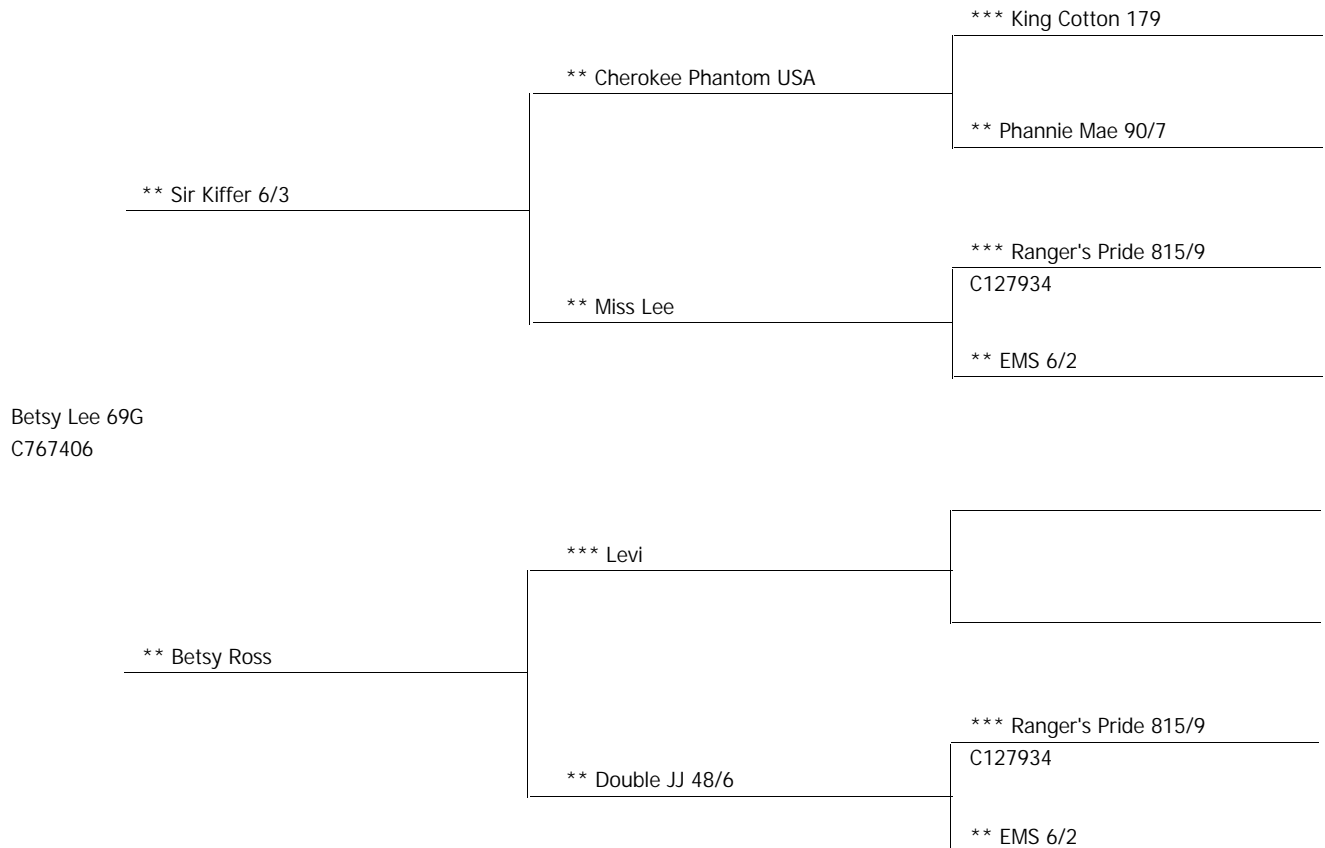 *** King Cotton 179
** Cherokee Phantom USA
** Phannie Mae 90/7
** Sir Kiffer 6/3
*** Ranger's Pride 815/9
C127934
** Miss Lee
** EMS 6/2
Betsy Lee 69G
C767406
*** Levi
** Betsy Ross
*** Ranger's Pride 815/9
C127934
** Double JJ 48/6
** EMS 6/2